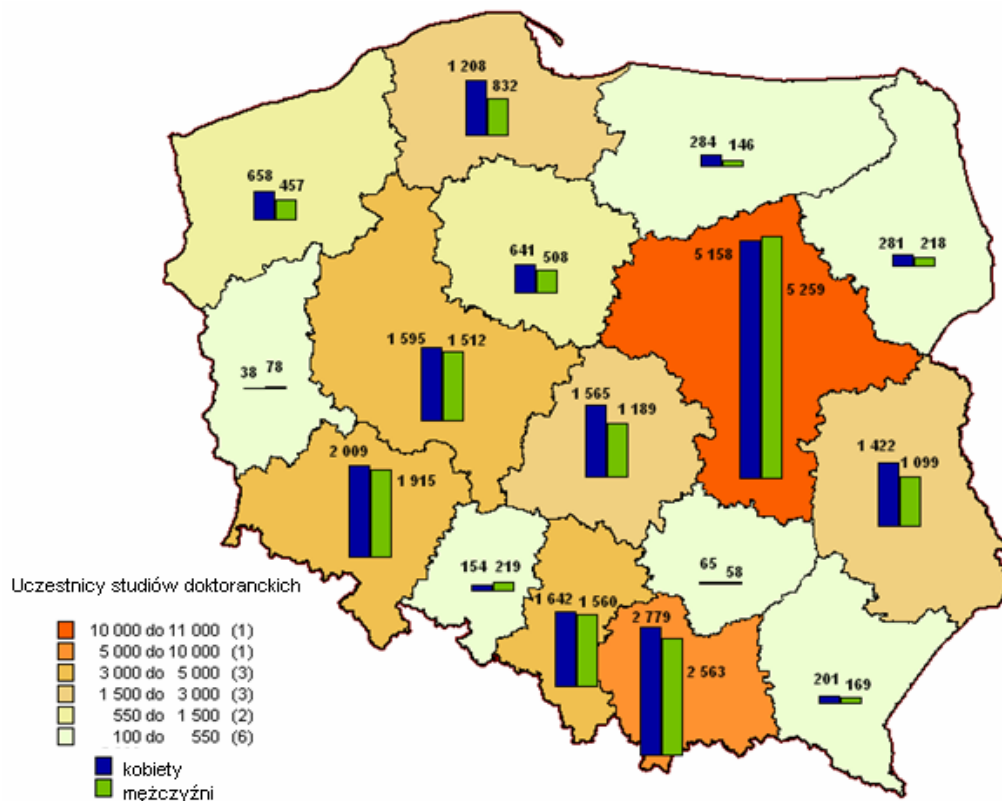 1 208
832
284 146
658
457
281 218
5 158
5 259
641
508
1 595 1 512
38 78
1 565
1 189
1 422
1 099
2 009
1 915
154 219
65
58
1 642 1 560
2 779
2 563
201
169
Uczestnicy studiów doktoranckich
10 000 do 11 000 (1)
5 000 do 10 000 (1)
3 000 do 5 000 (3)
1 500 do 3 000 (3)
550 do 1 500 (2)
100 do 550 (6)
kobiety
mężczyźni